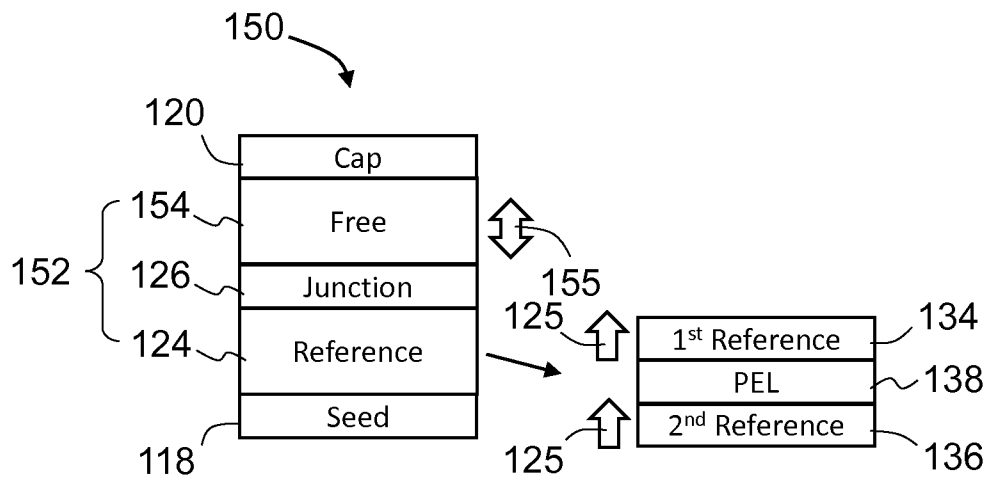 150
120
Cap
154
Free
152
126
Junction
155
124
Reference
125
1st Reference
134
PEL
138
118
Seed
125
2nd Reference
136